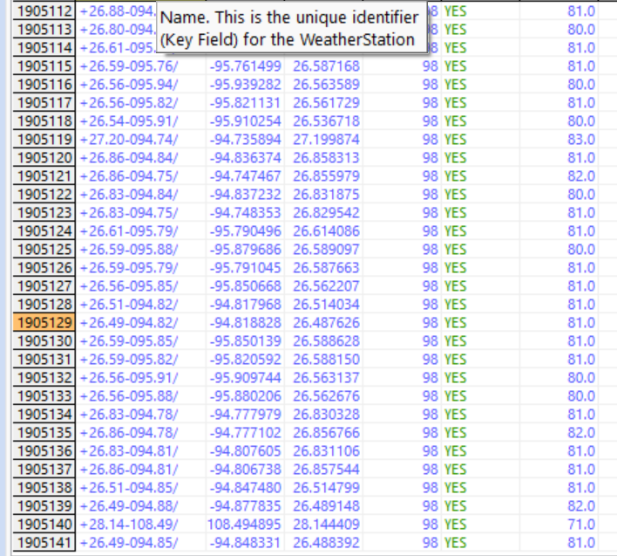 1905112 +26.88-094. 98 YES 81.0
Name. This is the unique identifier
1905113 +26.80-094. 98 YES 80.0
(Key Field) for the WeatherStation
1905114 +26.61-095. 98 YES 81.0
1905115 +26.59-095.76/ -95.761499 26.587168 98 YES 81.0
1905116 +26.56-095.94/ -95.939282 26.563589 98 YES 80.0
1905117 +26.56-095.82/ -95.821131 26.561729 98 YES 81.0
1905118 +26.54-095.91/ -95.910254 26.536718 98 YES 80.0
1905119 +27.20-094.74/ -94.735894 27.199874 98 YES 83.0
1905120 +26.86-094.84/ -94.836374 26.858313 98 YES 81.0
1905121 +26.86-094.75/ -94.747467 26.855979 98 YES 82.0
1905122 +26.83-094.84/ -94.837232 26.831875 98 YES 80.0
1905123 +26.83-094.75/ -94.748353 26.829542 98 YES 81.0
1905124 +26.61-095.79/ -95.790496 26.614086 98 YES 81.0
1905125 +26.59-095.88/ -95.879686 26.589097 98 YES 80.0
1905126 +26.59-095.79/ -95.791045 26.587663 98 YES 81.0
1905127 +26.56-095.85/ -95.850668 26.562207 98 YES 81.0
1905128 +26.51-094.82/ -94.817968 26.514034 98 YES 81.0
1905129 +26.49-094.82/ -94.818828 26.487626 98 YES 81.0
1905130 +26.59-095.85/ -95.850139 26.588628 98 YES 81.0
1905131 +26.59-095.82/ -95.820592 26.588150 98 YES 81.0
1905132 +26.56-095.91/ -95.909744 26.563137 98 YES 80.0
1905133 +26.56-095.88/ -95.880206 26.562676 98 YES 80.0
1905134 +26.83-094.78/ -94.777979 26.830328 98 YES 81.0
1905135 +26.86-094.78/ -94.777102 26.856766 98 YES 82.0
1905136 +26.83-094.81/ -94.807605 26.831106 98 YES 81.0
1905137 +26.86-094.81/ -94.806738 26.857544 98 YES 81.0
1905138 +26.51-094.85/ -94.847480 26.514799 98 YES 81.0
1905139 +26.49-094.88/ -94.877835 26.489148 98 YES 82.0
1905140 +28.14-108.49/ 108.494895 28.144409 98 YES 71.0
1905141 +26.49-094.85/ -94.848331 26.488392 98 YES 81.0